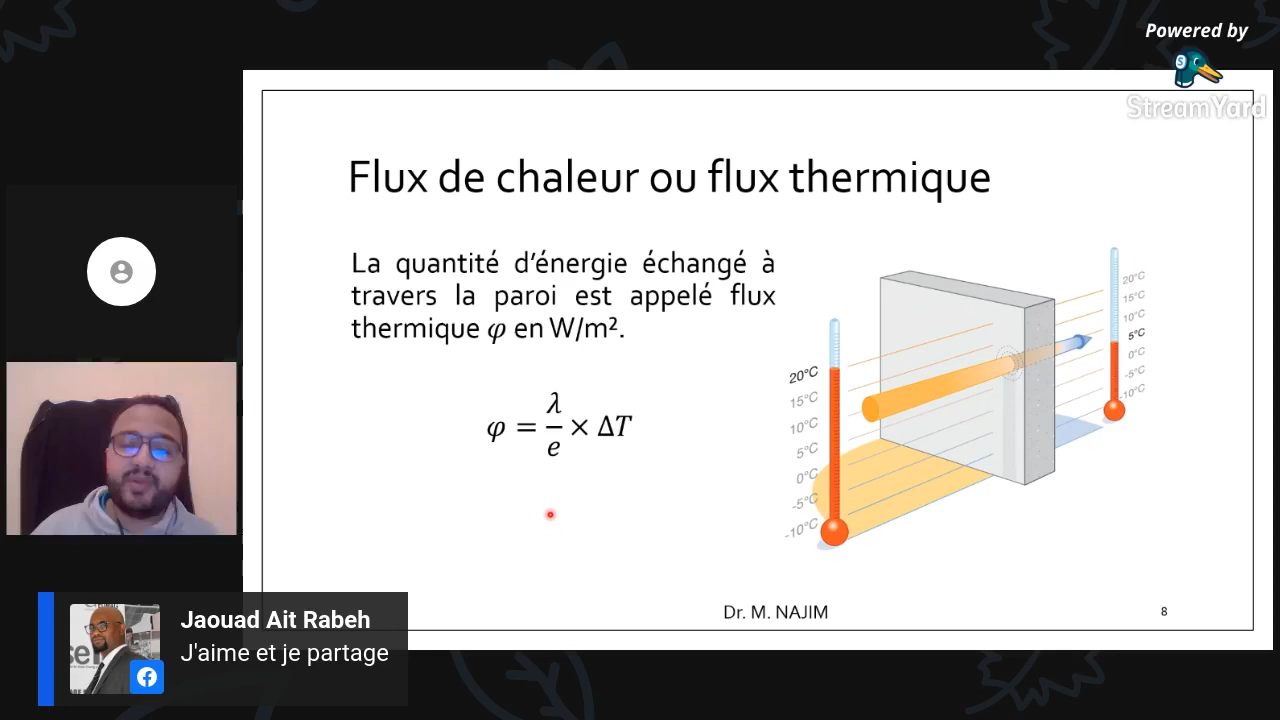 Powered by
StreamYard
Flux de chaleur ou flux thermique
La quantité d'énergie échangé à
travers la paroi est appelé flux
thermique φ en W/m².
φ = λ/e × ΔT
20°C
15°C
10°C
5°C
0°C
-5°C
-10°C
20°C
15°C
10°C
5°C
0°C
-5°C
-10°C
Dr. M. NAJIM
8
Jaouad Ait Rabeh
J'aime et je partage